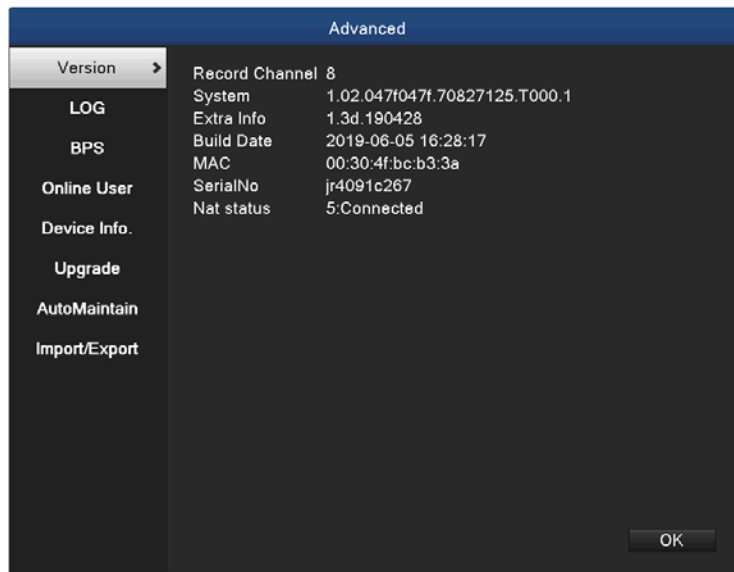 Advanced
Version
LOG
BPS
Online User
Device Info.
Upgrade
AutoMaintain
Import/Export
Record Channel 8
System 1.02.047f047f.70827125.T000.1
Extra Info 1.3d.190428
Build Date 2019-06-05 16:28:17
MAC 00:30:4f:bc:b3:3a
SerialNo jr4091c267
Nat status 5:Connected
OK